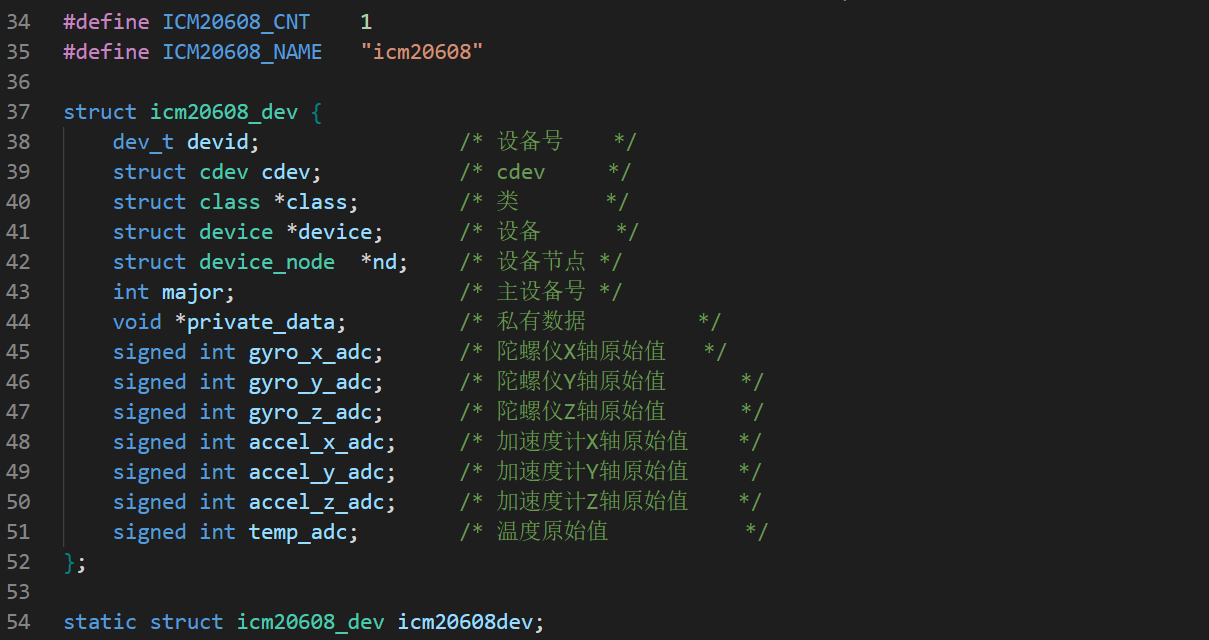 34 #define ICM20608_CNT    1
35 #define ICM20608_NAME   "icm20608"
36
37 struct icm20608_dev {
38     dev_t devid;                /* 设备号    */
39     struct cdev cdev;           /* cdev     */
40     struct class *class;        /* 类       */
41     struct device *device;      /* 设备      */
42     struct device_node  *nd;    /* 设备节点 */
43     int major;                  /* 主设备号 */
44     void *private_data;         /* 私有数据         */
45     signed int gyro_x_adc;      /* 陀螺仪X轴原始值   */
46     signed int gyro_y_adc;      /* 陀螺仪Y轴原始值      */
47     signed int gyro_z_adc;      /* 陀螺仪Z轴原始值      */
48     signed int accel_x_adc;     /* 加速度计X轴原始值    */
49     signed int accel_y_adc;     /* 加速度计Y轴原始值    */
50     signed int accel_z_adc;     /* 加速度计Z轴原始值    */
51     signed int temp_adc;        /* 温度原始值           */
52 };
53
54 static struct icm20608_dev icm20608dev;